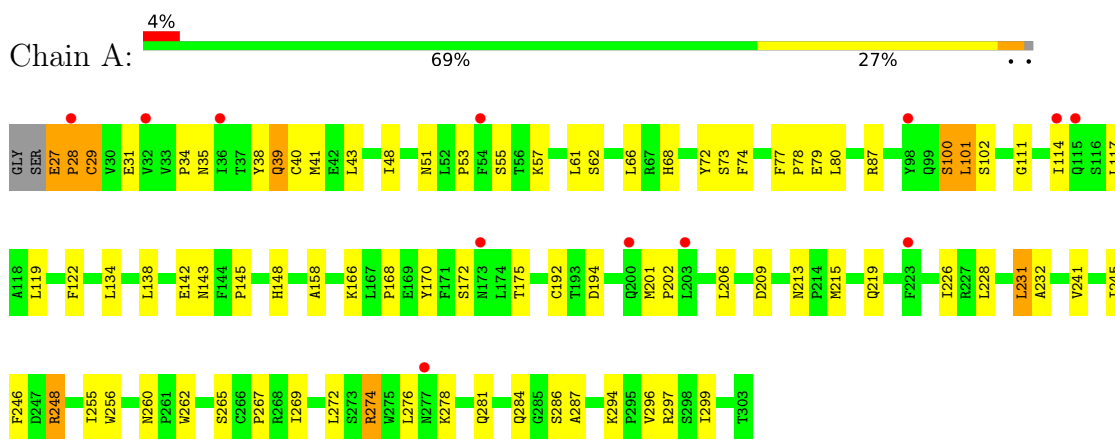 4%
Chain A:
69% 27% • •
GLY SER E27 P28 C29 V30 E31 V32 V33 P34 N35 I36 T37 Y38 Q39 C40 M41 E42 L43 I48 N51 L52 P53 F54 S55 T56 K57 L61 S62 L66 R67 H68 Y72 S73 F74 F77 P78 E79 L80 R87 Y98 Q99 S100 L101 S102 G111 I114 Q115 S116 L117
A118 L119 F122 L134 L138 E142 N143 F144 P145 H148 A158 K166 L167 P168 E169 Y170 F171 S172 N173 L174 T175 C192 T193 D194 Q200 M201 P202 L203 L206 D209 N213 P214 M215 Q219 F223 I226 R227 L228 L231 A232 V241
F246 D247 R248 I255 W256 N260 P261 W262 S265 C266 P267 R268 I269 L272 S273 R274 W275 L276 N277 K278 Q281 Q284 G285 S286 A287 K294 P295 V296 R297 S298 I299 T303